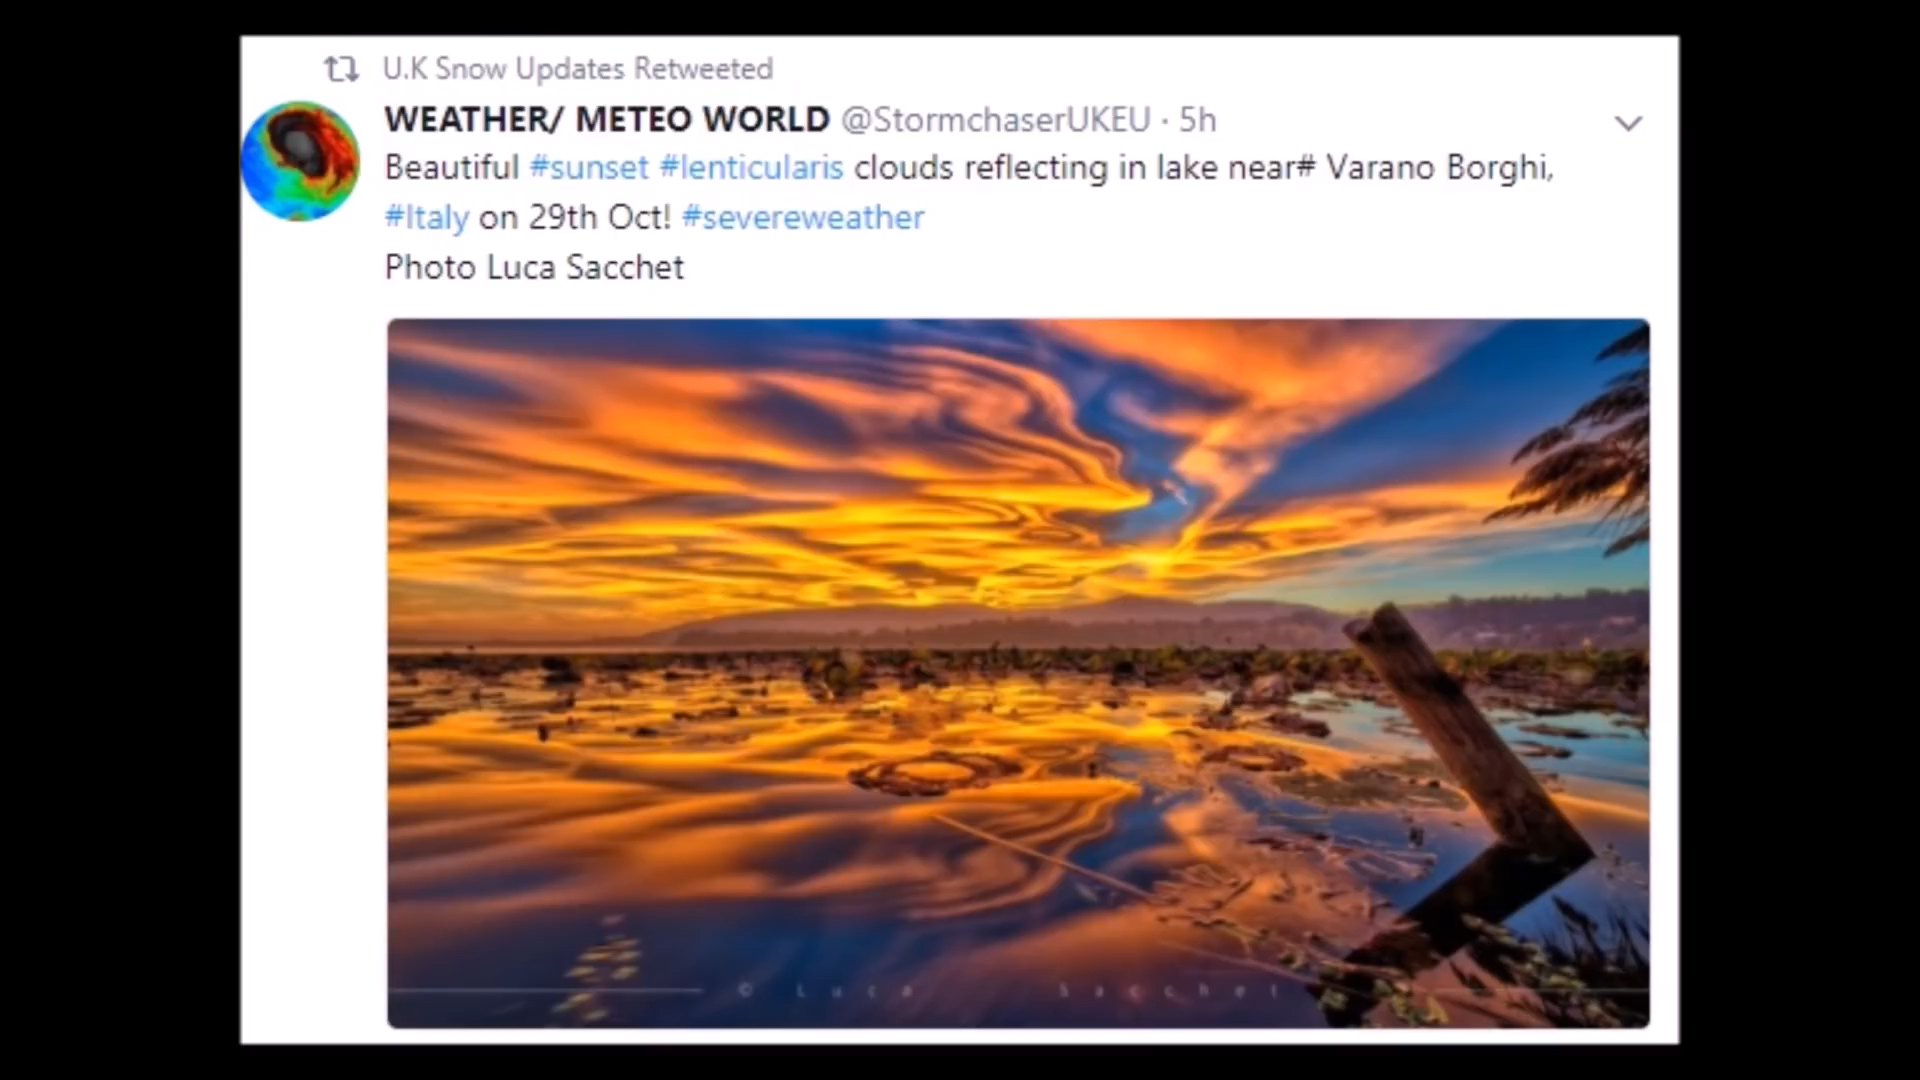 U.K Snow Updates Retweeted
WEATHER/ METEO WORLD @StormchaserUKEU · 5h
Beautiful #sunset #lenticularis clouds reflecting in lake near# Varano Borghi,
#Italy on 29th Oct! #severeweather
Photo Luca Sacchet
© Luca Sacchet